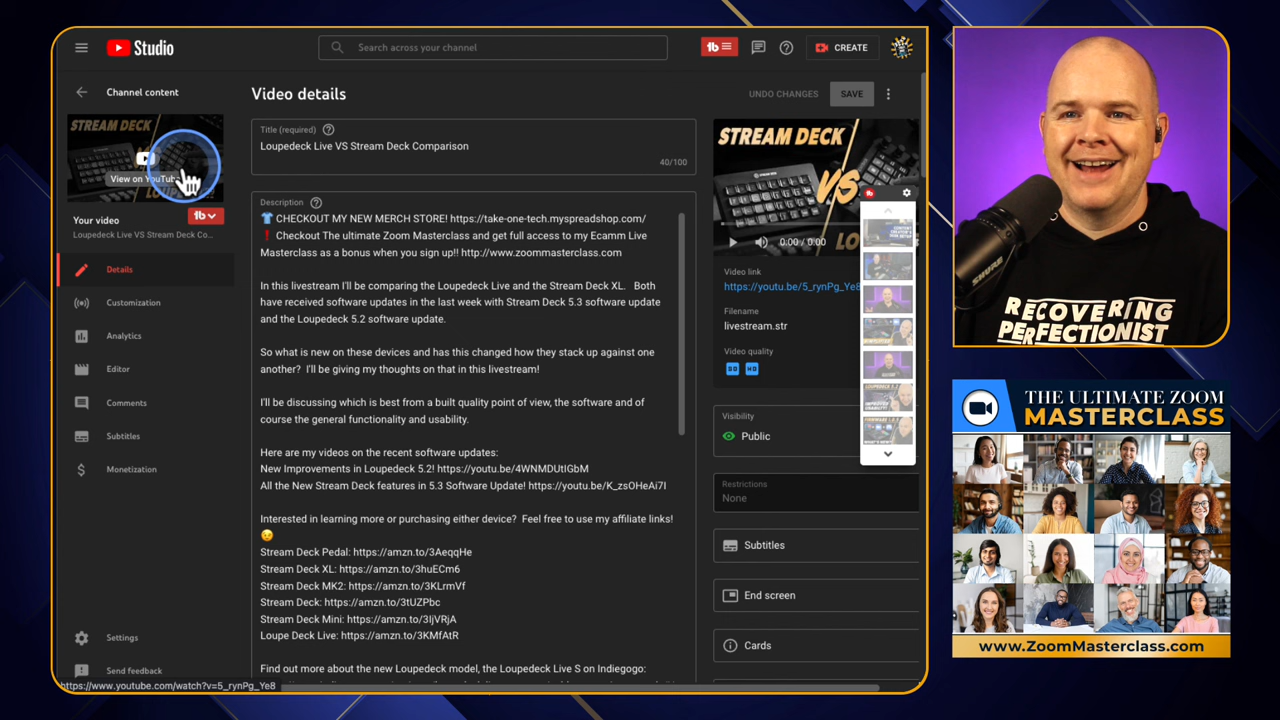 Studio
Search across your channel
CREATE
Channel content
STREAM DECK
View on YouTube
Your video
Loupedeck Live VS Stream Deck Co...
Details
Customization
Analytics
Editor
Comments
Subtitles
Monetization
Settings
Send feedback
https://www.youtube.com/watch?v=5_rynPg_Ye8
Video details
UNDO CHANGES
SAVE
Title (required)
Loupedeck Live VS Stream Deck Comparison
40/100
Description
👕 CHECKOUT MY NEW MERCH STORE! https://take-one-tech.myspreadshop.com/
❗ Checkout The ultimate Zoom Masterclass and get full access to my Ecamm Live
Masterclass as a bonus when you sign up!! http://www.zoommasterclass.com
In this livestream I'll be comparing the Loupedeck Live and the Stream Deck XL. Both
have received software updates in the last week with Stream Deck 5.3 software update
and the Loupedeck 5.2 software update.
So what is new on these devices and has this changed how they stack up against one
another? I'll be giving my thoughts on that in this livestream!
I'll be discussing which is best from a built quality point of view, the software and of
course the general functionality and usability.
Here are my videos on the recent software updates:
New Improvements in Loupedeck 5.2! https://youtu.be/4WNMDUtIGbM
All the New Stream Deck features in 5.3 Software Update! https://youtu.be/K_zsOHeAi7I
Interested in learning more or purchasing either device? Feel free to use my affiliate links!
😉
Stream Deck Pedal: https://amzn.to/3AeqqHe
Stream Deck XL: https://amzn.to/3huECm6
Stream Deck MK2: https://amzn.to/3KLrmVf
Stream Deck: https://amzn.to/3tUZPbc
Stream Deck Mini: https://amzn.to/3IjVRjA
Loupe Deck Live: https://amzn.to/3KMfAtR
Find out more about the new Loupedeck model, the Loupedeck Live S on Indiegogo:
STREAM DECK
VS
LO
0:00 / 0:00
Video link
https://youtu.be/5_rynPg_Ye8
Filename
livestream.str
Video quality
SD HD
Visibility
Public
Restrictions
None
Subtitles
End screen
Cards
SHURE
RECOVERING
PERFECTIONIST
THE ULTIMATE ZOOM
MASTERCLASS
www.ZoomMasterclass.com